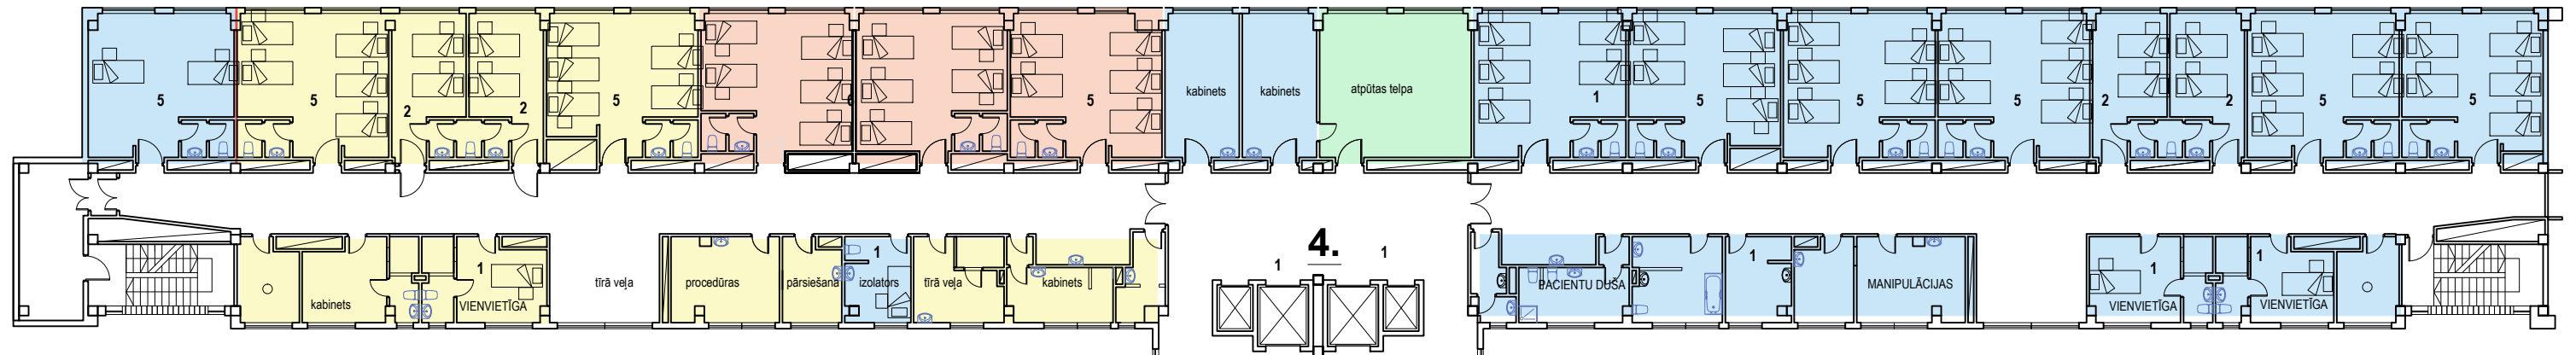 5
5
2
2
5
6
5
kabinets
kabinets
atpūtas telpa
1
5
5
5
2
2
5
5
kabinets
1
VIENVIETĪGA
tīrā veļa
procedūras
pārsiešana
1
izolators
tīrā veļa
kabinets
1
4.
1
PACIENTU DUŠA
1
MANIPULĀCIJAS
1
VIENVIETĪGA
1
VIENVIETĪGA